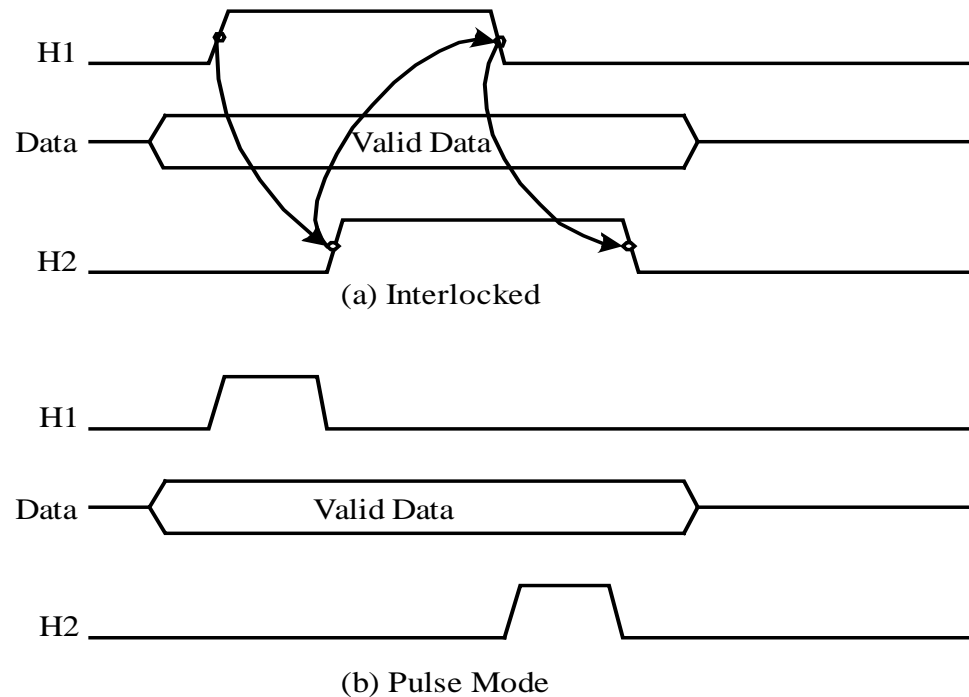 H1
Data
Valid Data
H2
(a) Interlocked
H1
Data
Valid Data
H2
(b) Pulse Mode